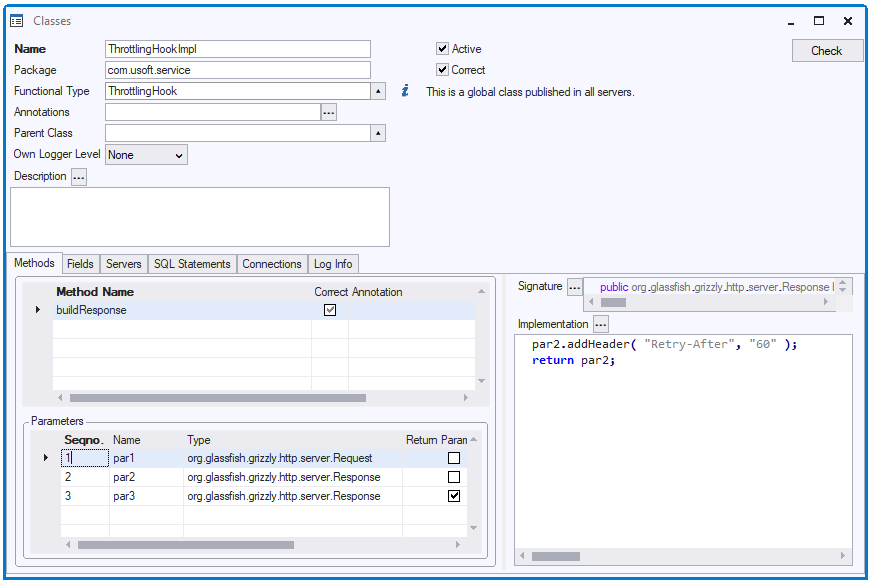 Classes
Name ThrottlingHookImpl Active Check
Package com.usoft.service Correct
Functional Type ThrottlingHook i This is a global class published in all servers.
Annotations ...
Parent Class
Own Logger Level None
Description ...
Methods Fields Servers SQL Statements Connections Log Info
Method Name Correct Annotation
buildResponse
Parameters
Seqno. Name Type Return Param
1 par1 org.glassfish.grizzly.http.server.Request
2 par2 org.glassfish.grizzly.http.server.Response
3 par3 org.glassfish.grizzly.http.server.Response
Signature ... public org.glassfish.grizzly.http.server.Response
Implementation ...
par2.addHeader( "Retry-After", "60" );
return par2;